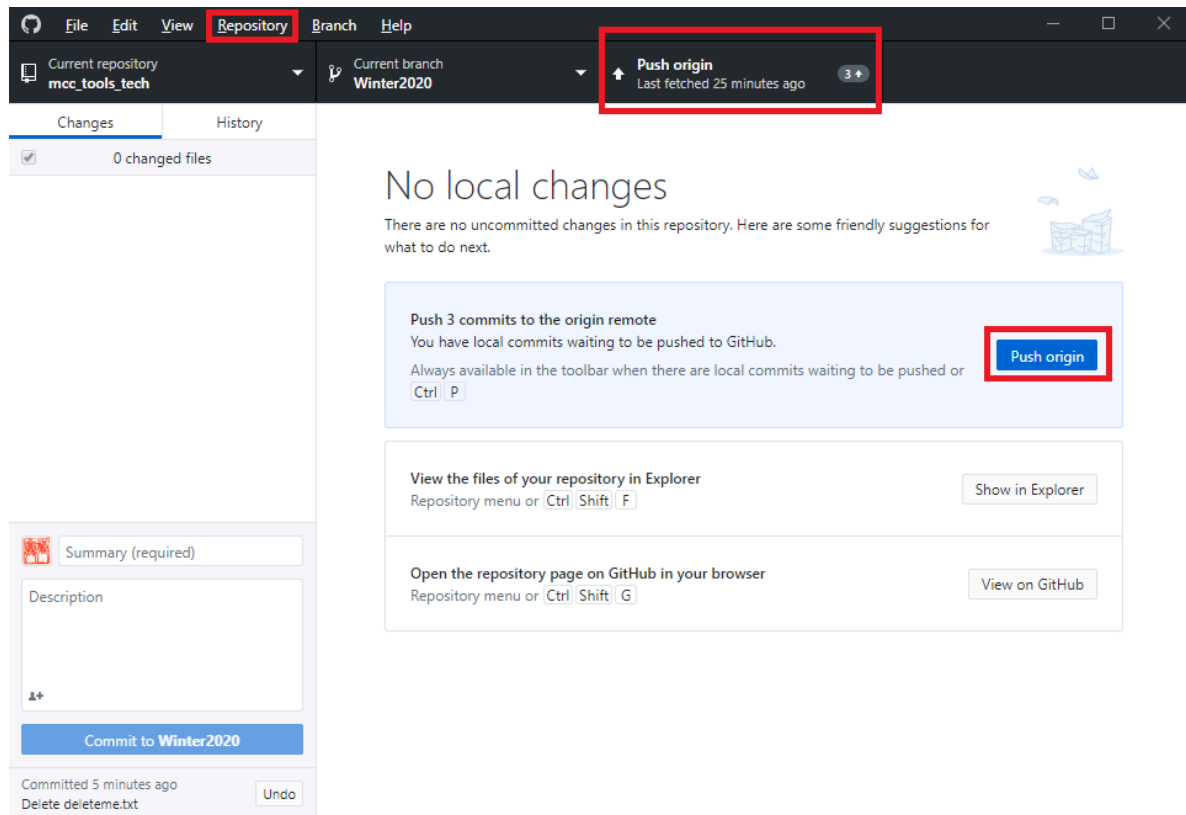 File Edit View Repository Branch Help
Current repository
mcc_tools_tech
Current branch
Winter2020
Push origin
Last fetched 25 minutes ago
3
Changes History
0 changed files
No local changes
There are no uncommitted changes in this repository. Here are some friendly suggestions for
what to do next.
Push 3 commits to the origin remote
You have local commits waiting to be pushed to GitHub.
Always available in the toolbar when there are local commits waiting to be pushed or
Ctrl P
Push origin
View the files of your repository in Explorer
Repository menu or Ctrl Shift F
Show in Explorer
Open the repository page on GitHub in your browser
Repository menu or Ctrl Shift G
View on GitHub
Summary (required)
Description
Commit to Winter2020
Committed 5 minutes ago
Delete deleteme.txt
Undo